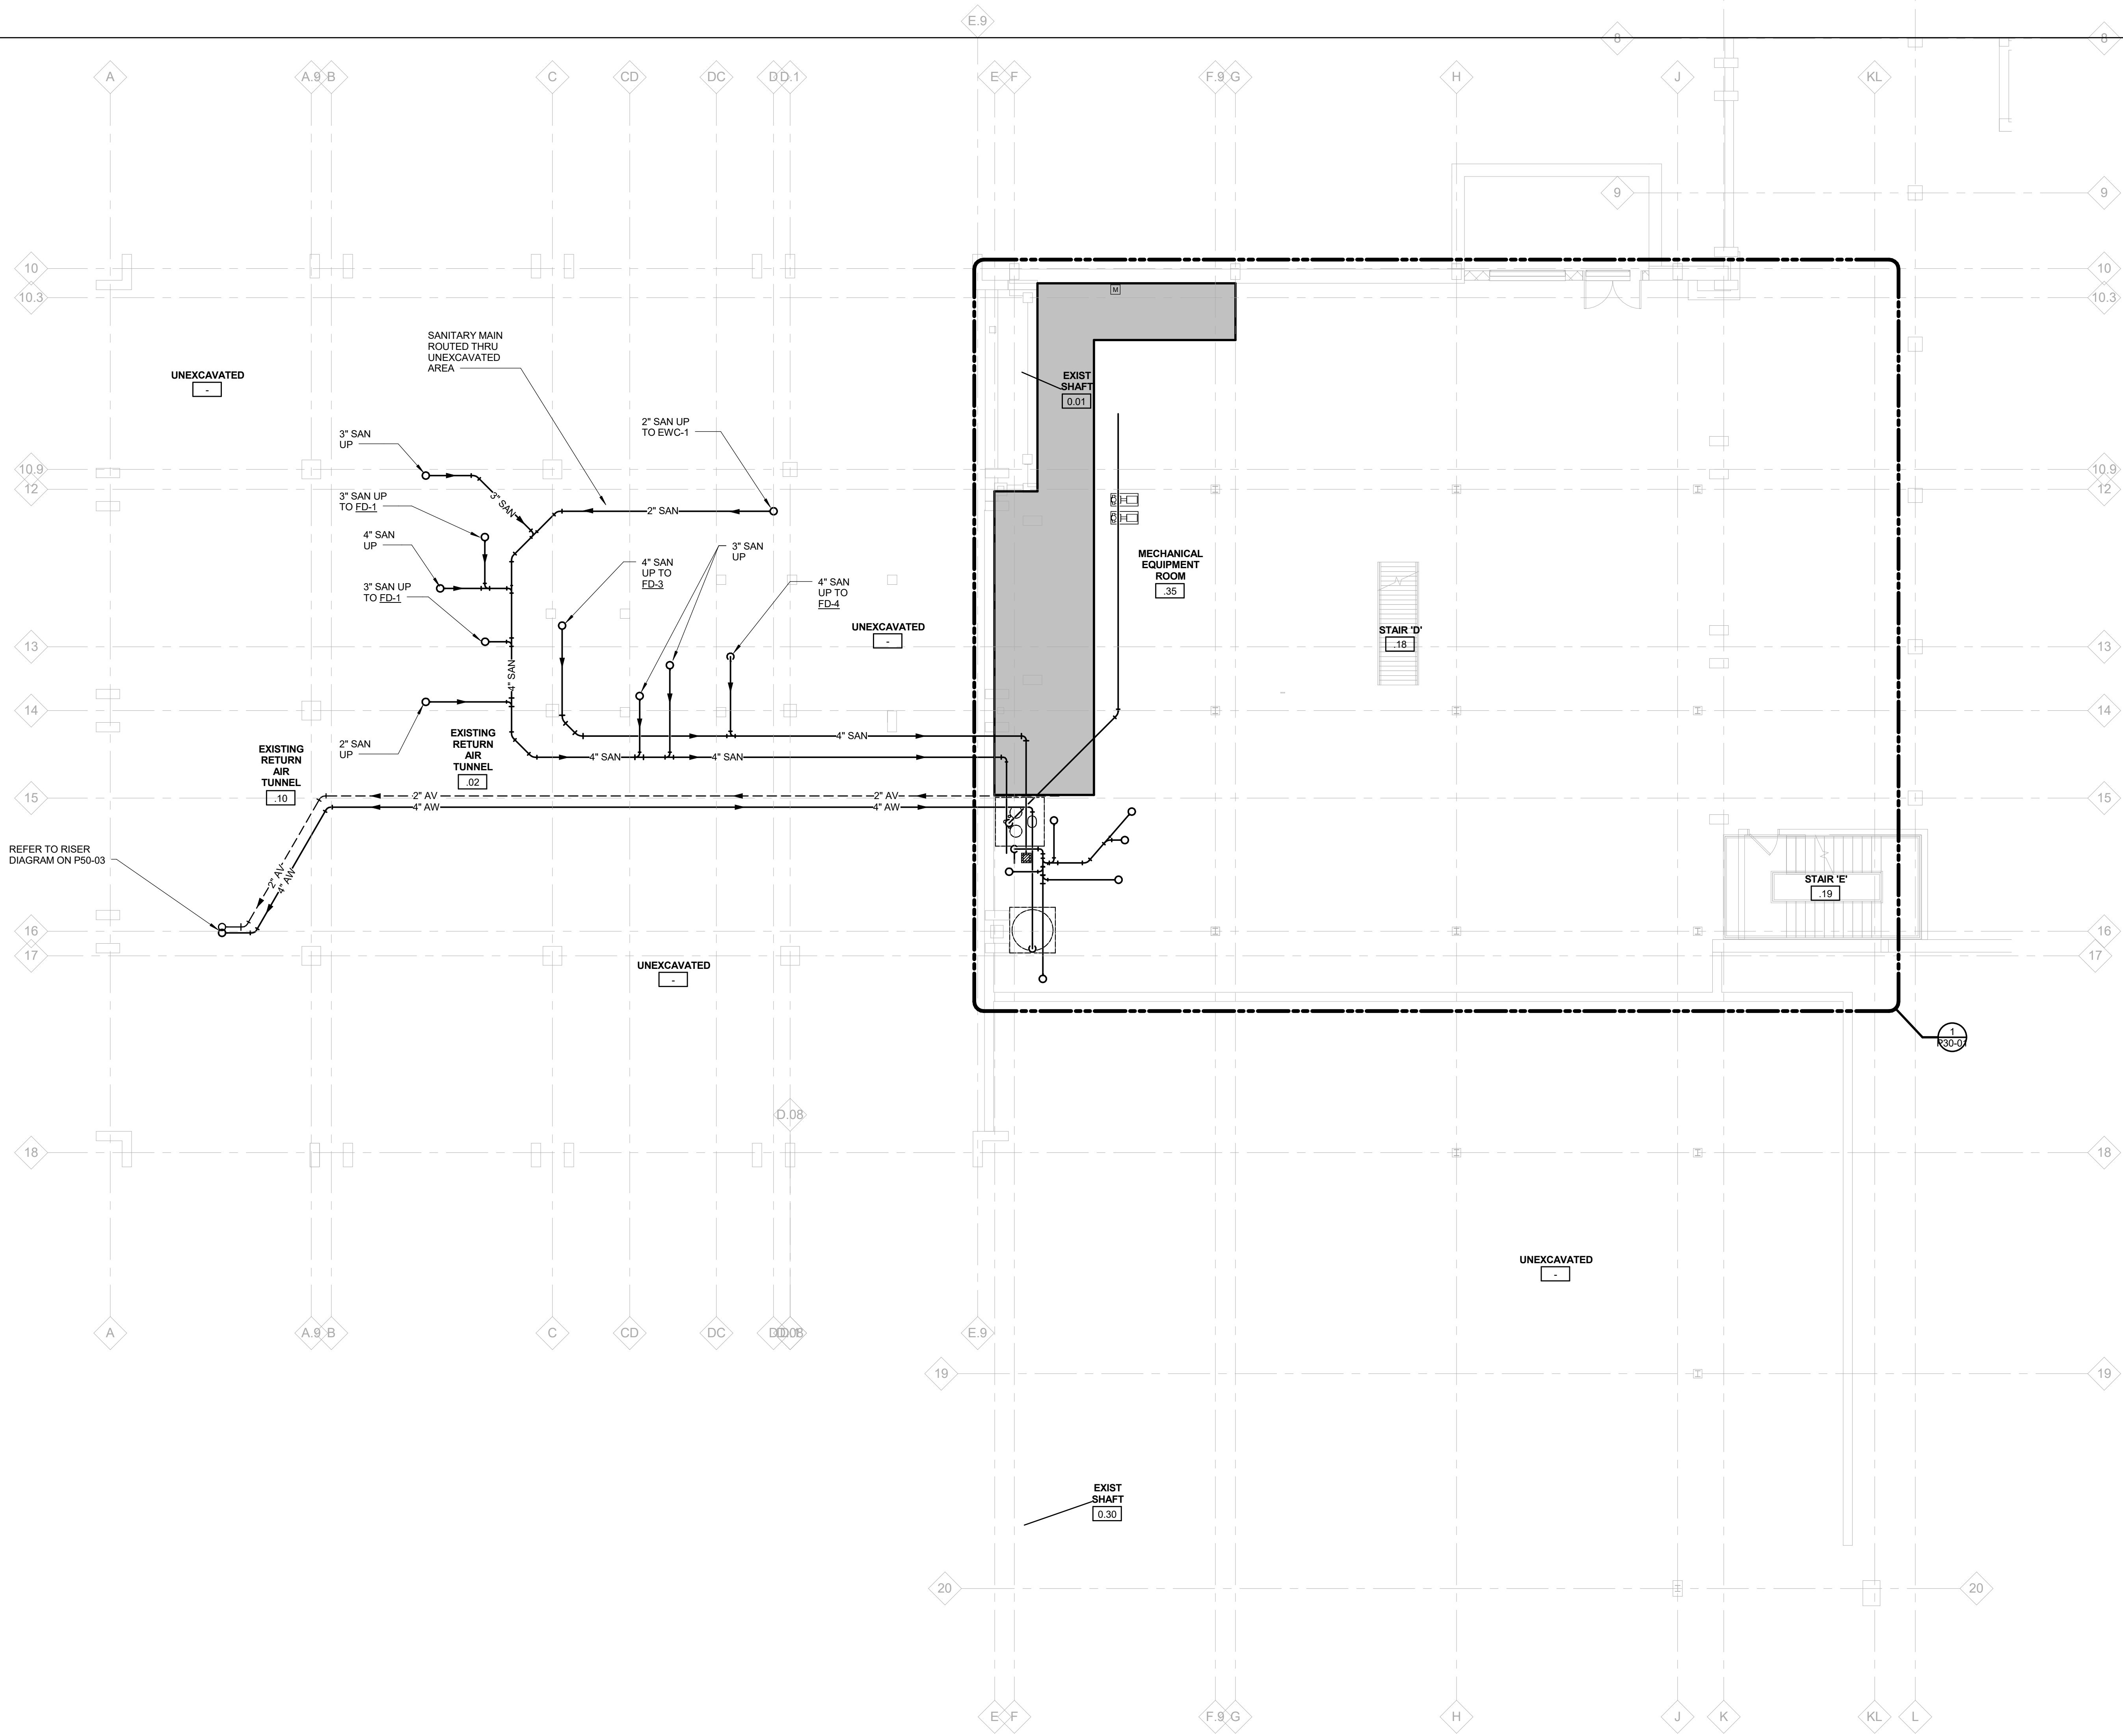 E.9
8
8
A
A.9
B
C
CD
DC
D
D.1
E
F
F.9
G
H
J
KL
9
9
10
10
10.3
10.3
M
SANITARY MAIN
ROUTED THRU
UNEXCAVATED
AREA
UNEXCAVATED
-
EXIST
SHAFT
0.01
3" SAN
UP
2" SAN UP
TO EWC-1
10.9
10.9
12
12
3" SAN UP
TO FD-1
3" SAN
2" SAN
4" SAN
UP
3" SAN UP
TO FD-1
4" SAN
UP TO
FD-3
3" SAN
UP
4" SAN
UP TO
FD-4
MECHANICAL
EQUIPMENT
ROOM
.35
UNEXCAVATED
-
STAIR 'D'
.18
13
13
4" SAN
14
14
2" SAN
UP
EXISTING
RETURN
AIR
TUNNEL
.02
EXISTING
RETURN
AIR
TUNNEL
.10
4" SAN
4" SAN
4" SAN
15
15
2" AV
2" AV
4" AW
4" AW
REFER TO RISER
DIAGRAM ON P50-03
2" AV
4" AW
STAIR 'E'
.19
16
16
17
17
UNEXCAVATED
-
1
P30-01
D.08
18
18
UNEXCAVATED
-
A
A.9
B
C
CD
DC
D
D.1
D.08
E.9
19
19
EXIST
SHAFT
0.30
20
20
E
F
F.9
G
H
J
K
KL
L